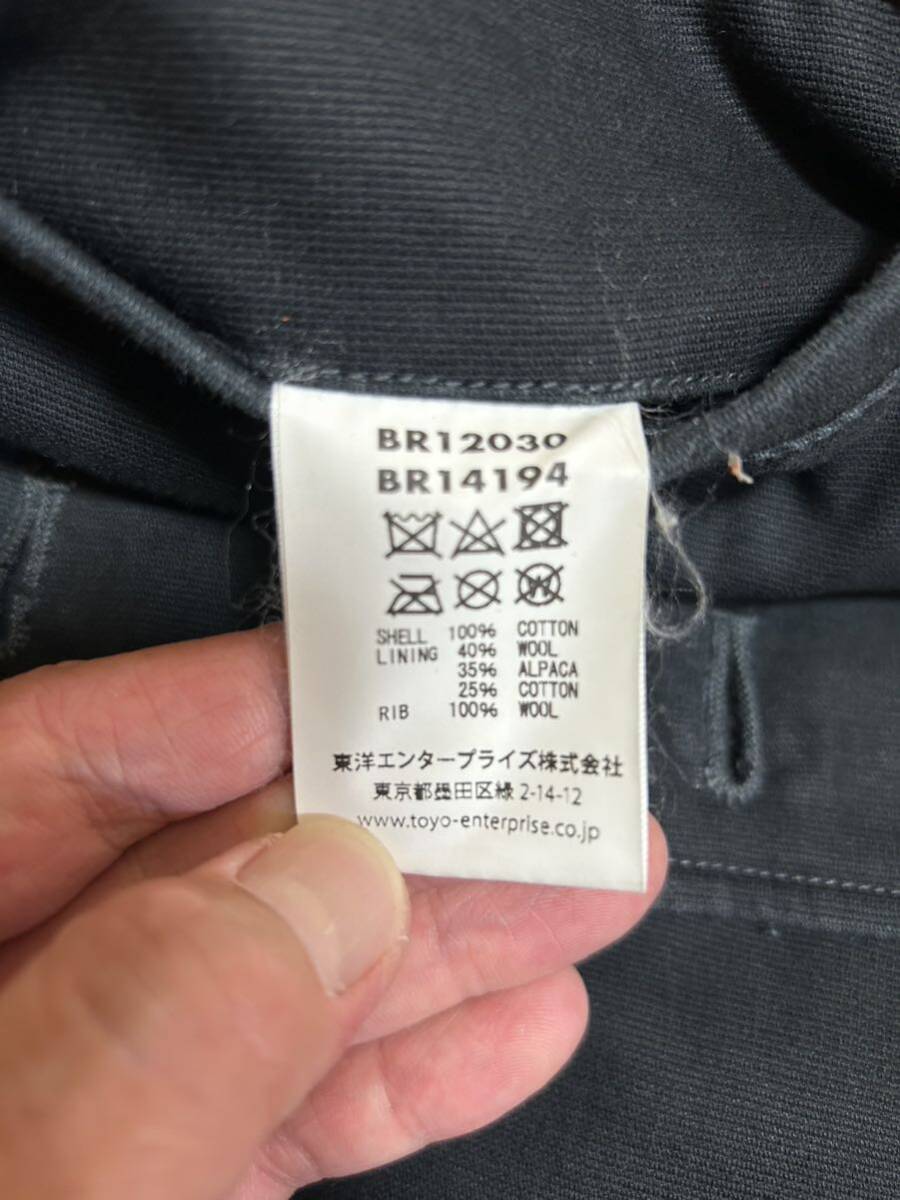 BR12030
BR14194
SHELL 100% COTTON
LINING 40% WOOL
35% ALPACA
25% COTTON
RIB 100% WOOL
東洋エンタープライズ株式会社
東京都墨田区緑 2-14-12
www.toyo-enterprise.co.jp